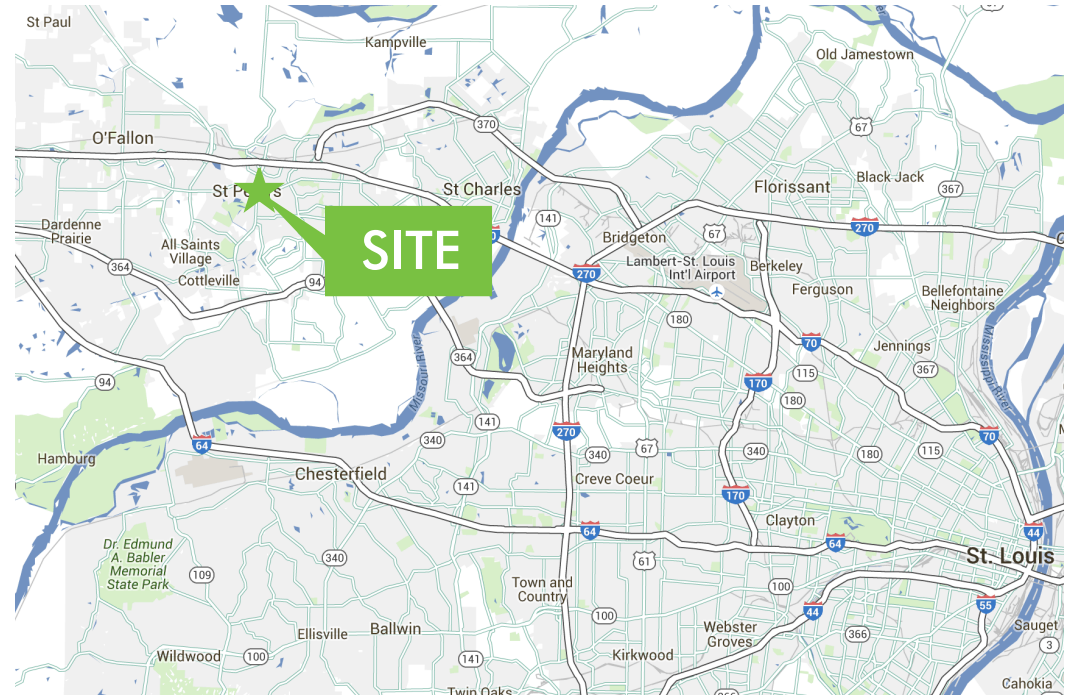 St Paul
Kampville
Old Jamestown
370
67
O'Fallon
St Charles
Florissant
Black Jack
367
St Pe
s
SITE
141
Bridgeton
67
270
Dardenne
Prairie
All Saints
Village
364
Cottleville
94
270
Lambert-St. Louis
Int'l Airport
Berkeley
Ferguson
Bellefontaine
Neighbors
180
Missouri River
Mississippi River
364
Maryland
Heights
70
Jennings
115
367
94
170
180
141
270
340
340
67
340
180
115
70
64
Hamburg
Chesterfield
141
Creve Coeur
170
Clayton
64
64
44
St. Louis
Dr. Edmund
A. Babler
Memorial
State Park
109
340
61
Town and
Country
100
100
44
55
Ellisville
Ballwin
Webster
Groves
366
Sauget
3
Wildwood
100
141
Kirkwood
Twin Oaks
Cahokia